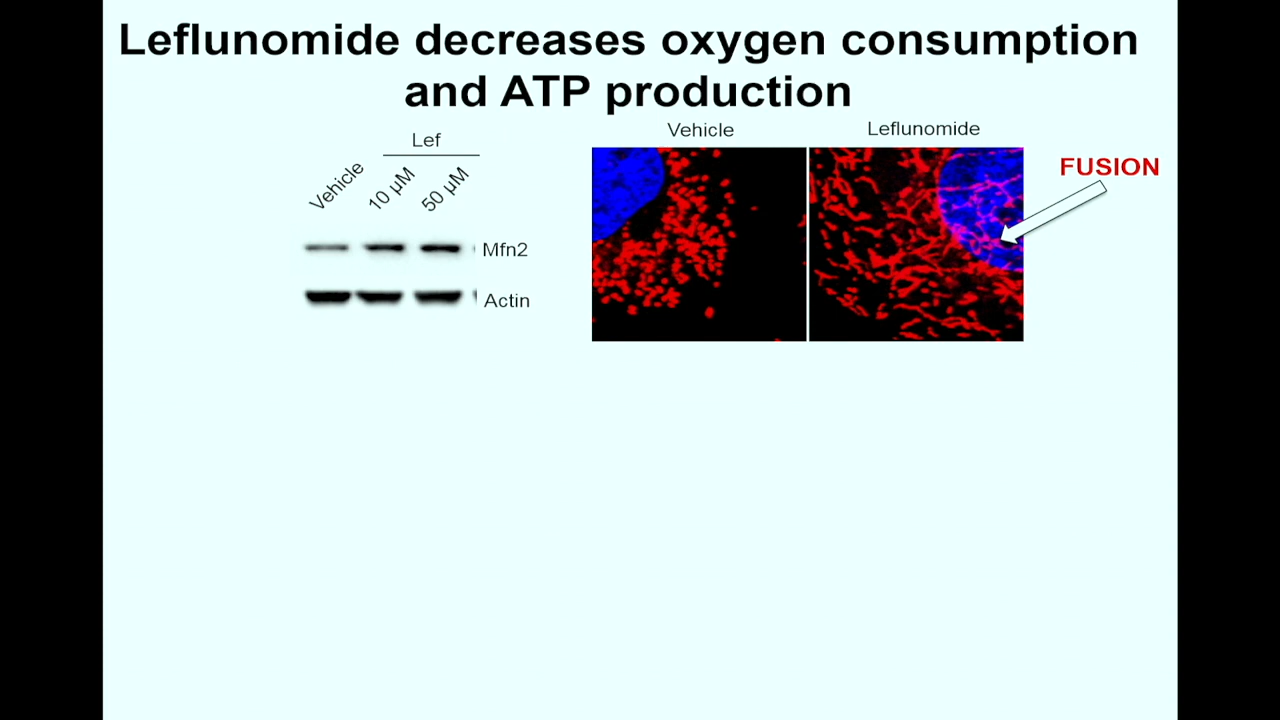 Leflunomide decreases oxygen consumption
and ATP production
Lef
Vehicle
10 µM
50 µM
Mfn2
Actin
Vehicle
Leflunomide
FUSION